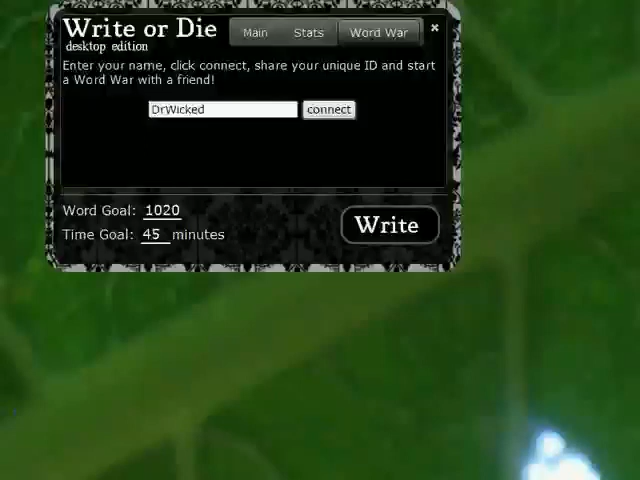 Write or Die
desktop edition
Main Stats Word War ×
Enter your name, click connect, share your unique ID and start
a Word War with a friend!
DrWicked connect
Word Goal: 1020
Time Goal: 45 minutes
Write